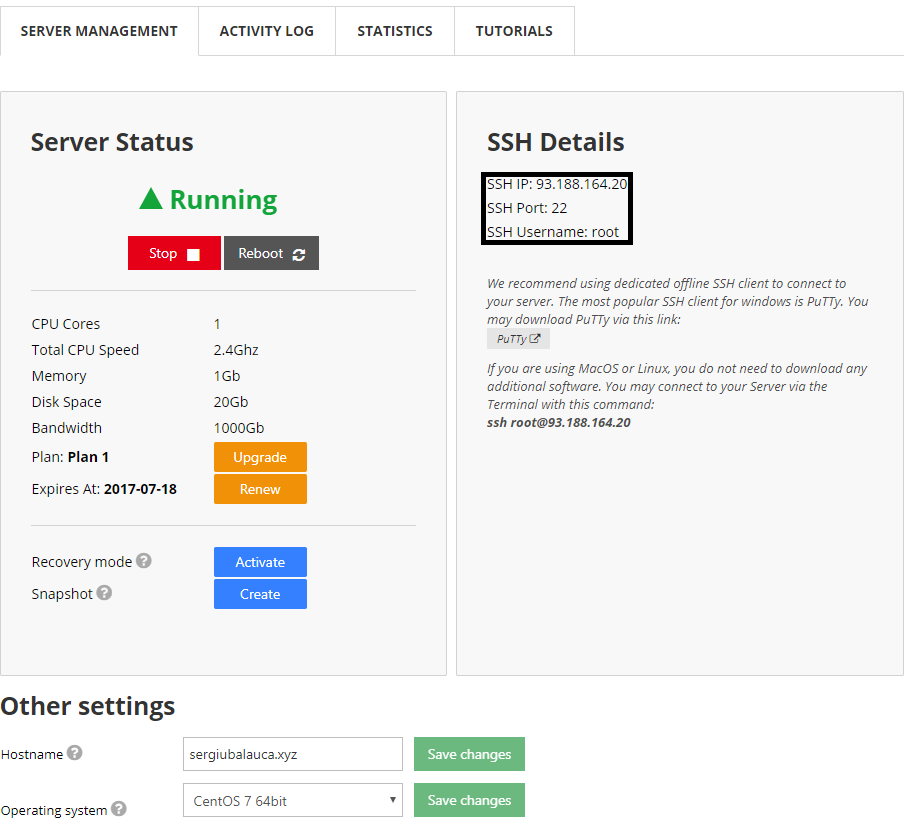 SERVER MANAGEMENT ACTIVITY LOG STATISTICS TUTORIALS
Server Status
Running
Stop Reboot
CPU Cores 1
Total CPU Speed 2.4Ghz
Memory 1Gb
Disk Space 20Gb
Bandwidth 1000Gb
Plan: Plan 1 Upgrade
Expires At: 2017-07-18 Renew
Recovery mode ? Activate
Snapshot ? Create
SSH Details
SSH IP: 93.188.164.20
SSH Port: 22
SSH Username: root
We recommend using dedicated offline SSH client to connect to
your server. The most popular SSH client for windows is PuTTy. You
may download PuTTy via this link:
PuTTy
If you are using MacOS or Linux, you do not need to download any
additional software. You may connect to your Server via the
Terminal with this command:
ssh root@93.188.164.20
Other settings
Hostname ? sergiubalauca.xyz Save changes
Operating system ? CentOS 7 64bit Save changes